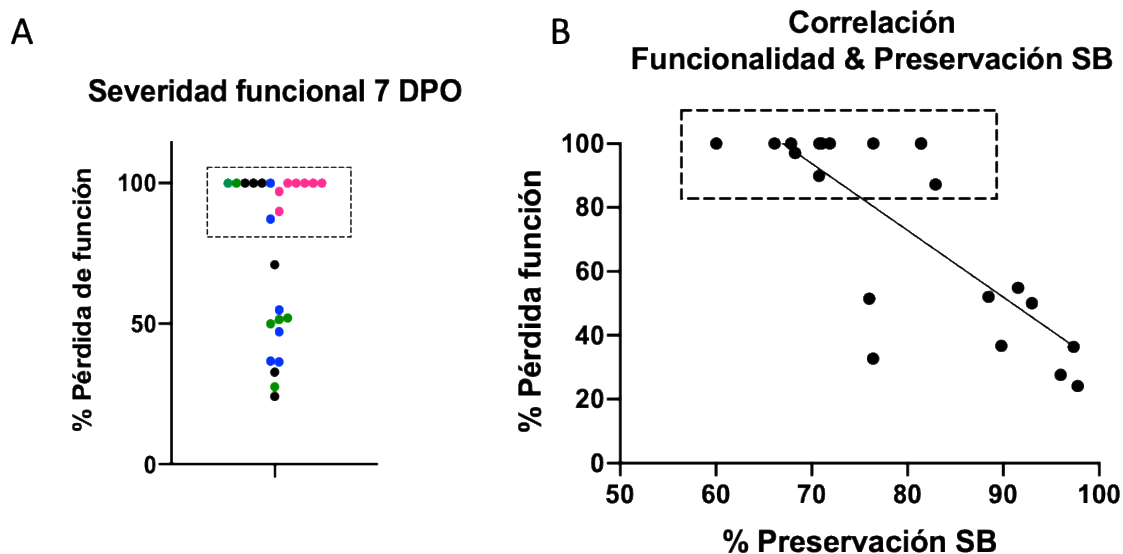 A
Severidad funcional 7 DPO
% Pérdida de función
100
50
0
B
Correlación
Funcionalidad & Preservación SB
% Pérdida función
100
80
60
40
20
0
50 60 70 80 90 100
% Preservación SB